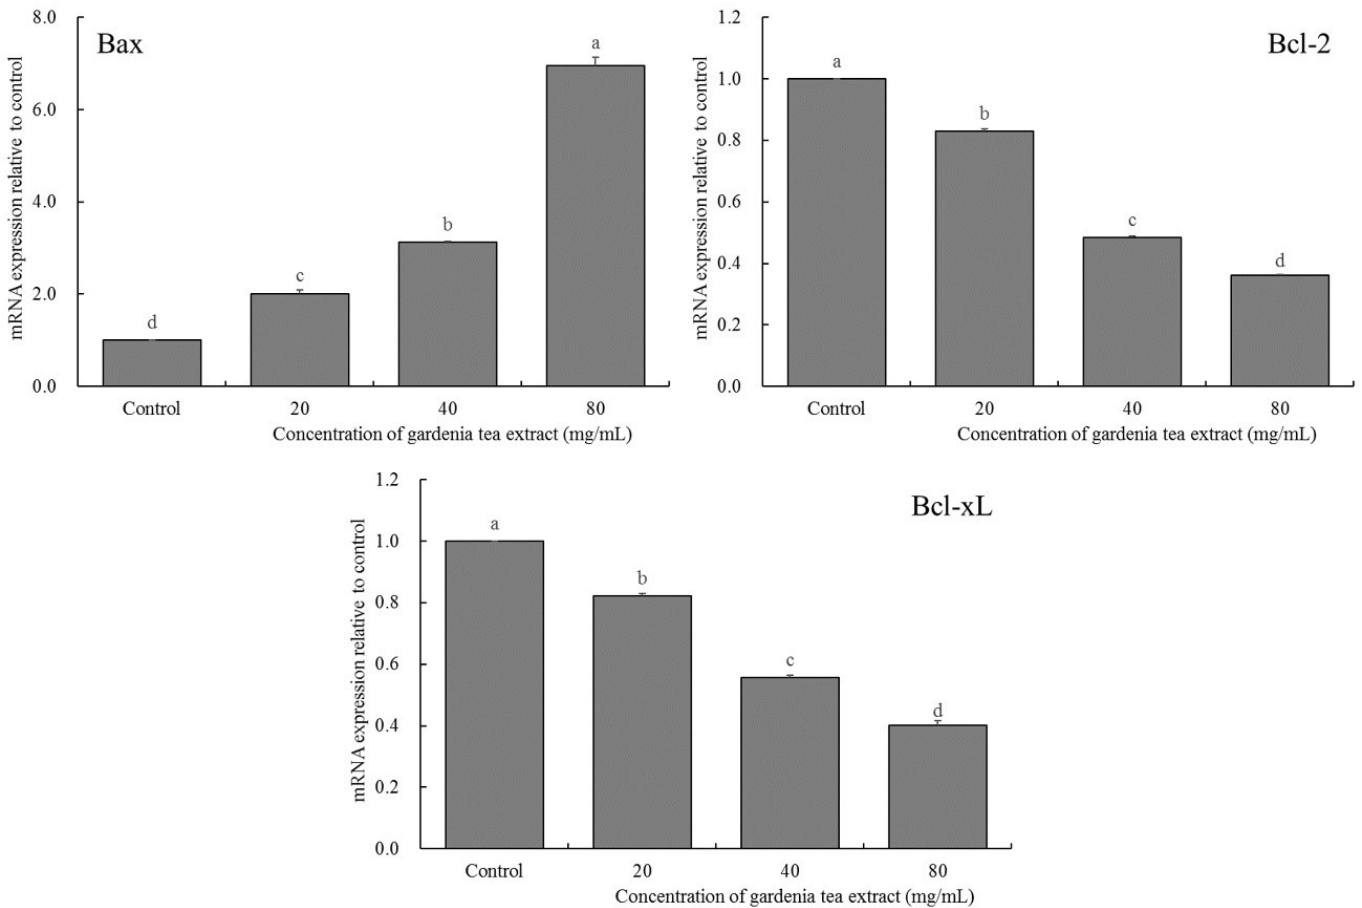 Bax
mRNA expression relative to control
8.0
6.0
4.0
2.0
0.0
a
b
c
d
Control 20 40 80
Concentration of gardenia tea extract (mg/mL)
Bcl-2
mRNA expression relative to control
1.2
1.0
0.8
0.6
0.4
0.2
0.0
a
b
c
d
Control 20 40 80
Concentration of gardenia tea extract (mg/mL)
Bcl-xL
mRNA expression relative to control
1.2
1.0
0.8
0.6
0.4
0.2
0.0
a
b
c
d
Control 20 40 80
Concentration of gardenia tea extract (mg/mL)